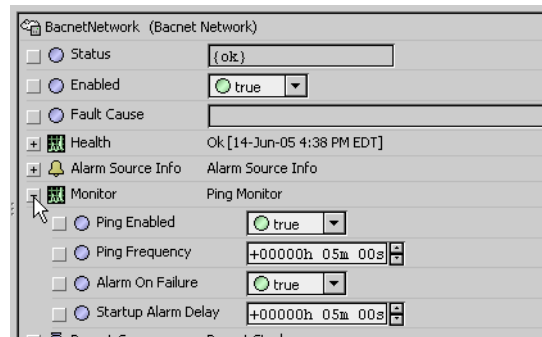 BacnetNetwork (Bacnet Network)
Status {ok}
Enabled true
Fault Cause
Health Ok [14-Jun-05 4:38 PM EDT]
Alarm Source Info Alarm Source Info
Monitor Ping Monitor
Ping Enabled true
Ping Frequency +00000h 05m 00s
Alarm On Failure true
Startup Alarm Delay +00000h 05m 00s